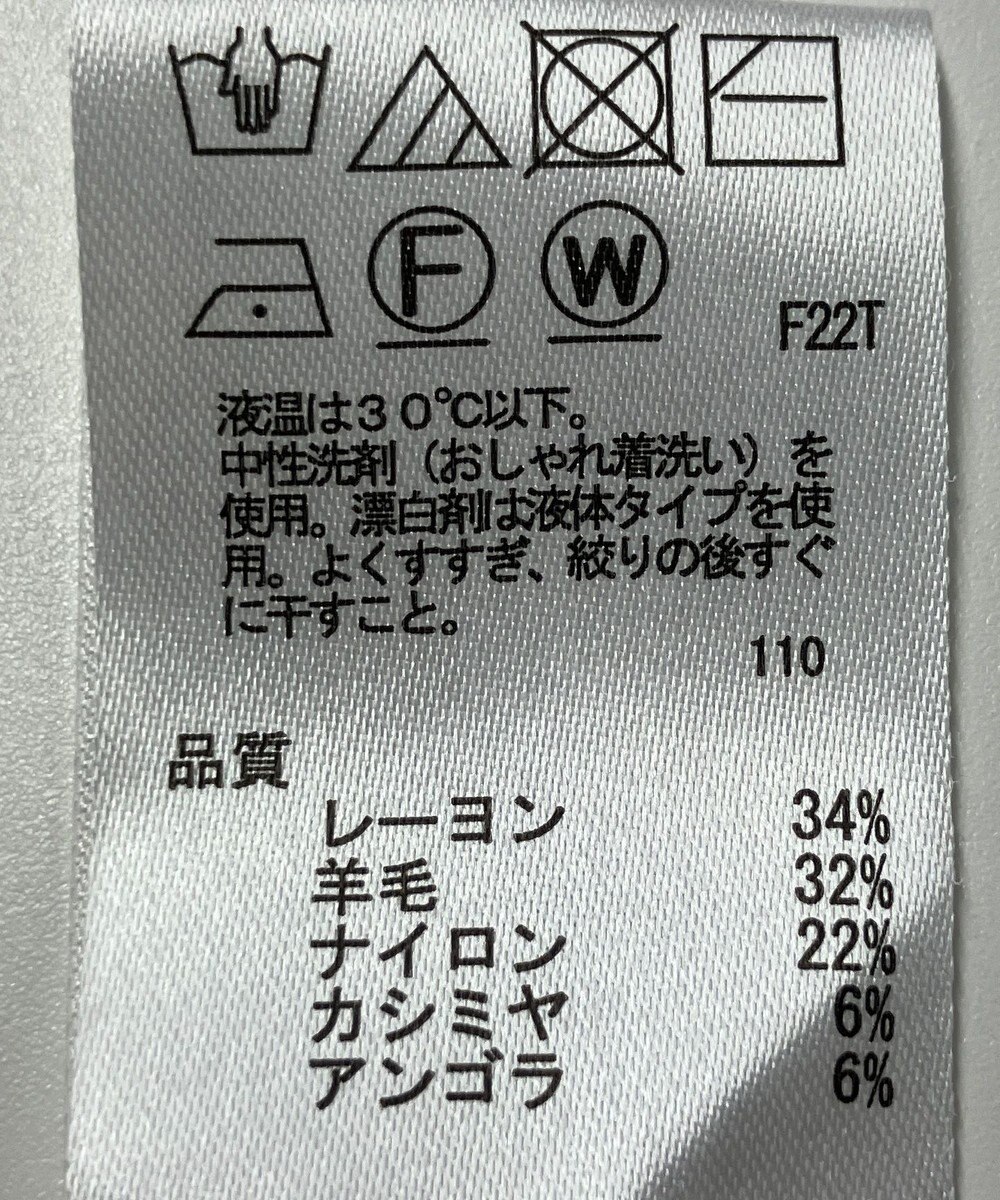 F W
F22T
液温は30℃以下。
中性洗剤（おしゃれ着洗い）を
使用。漂白剤は液体タイプを使
用。よくすすぎ、絞りの後すぐ
に干すこと。
110
品質
レーヨン 34%
羊毛 32%
ナイロン 22%
カシミヤ 6%
アンゴラ 6%